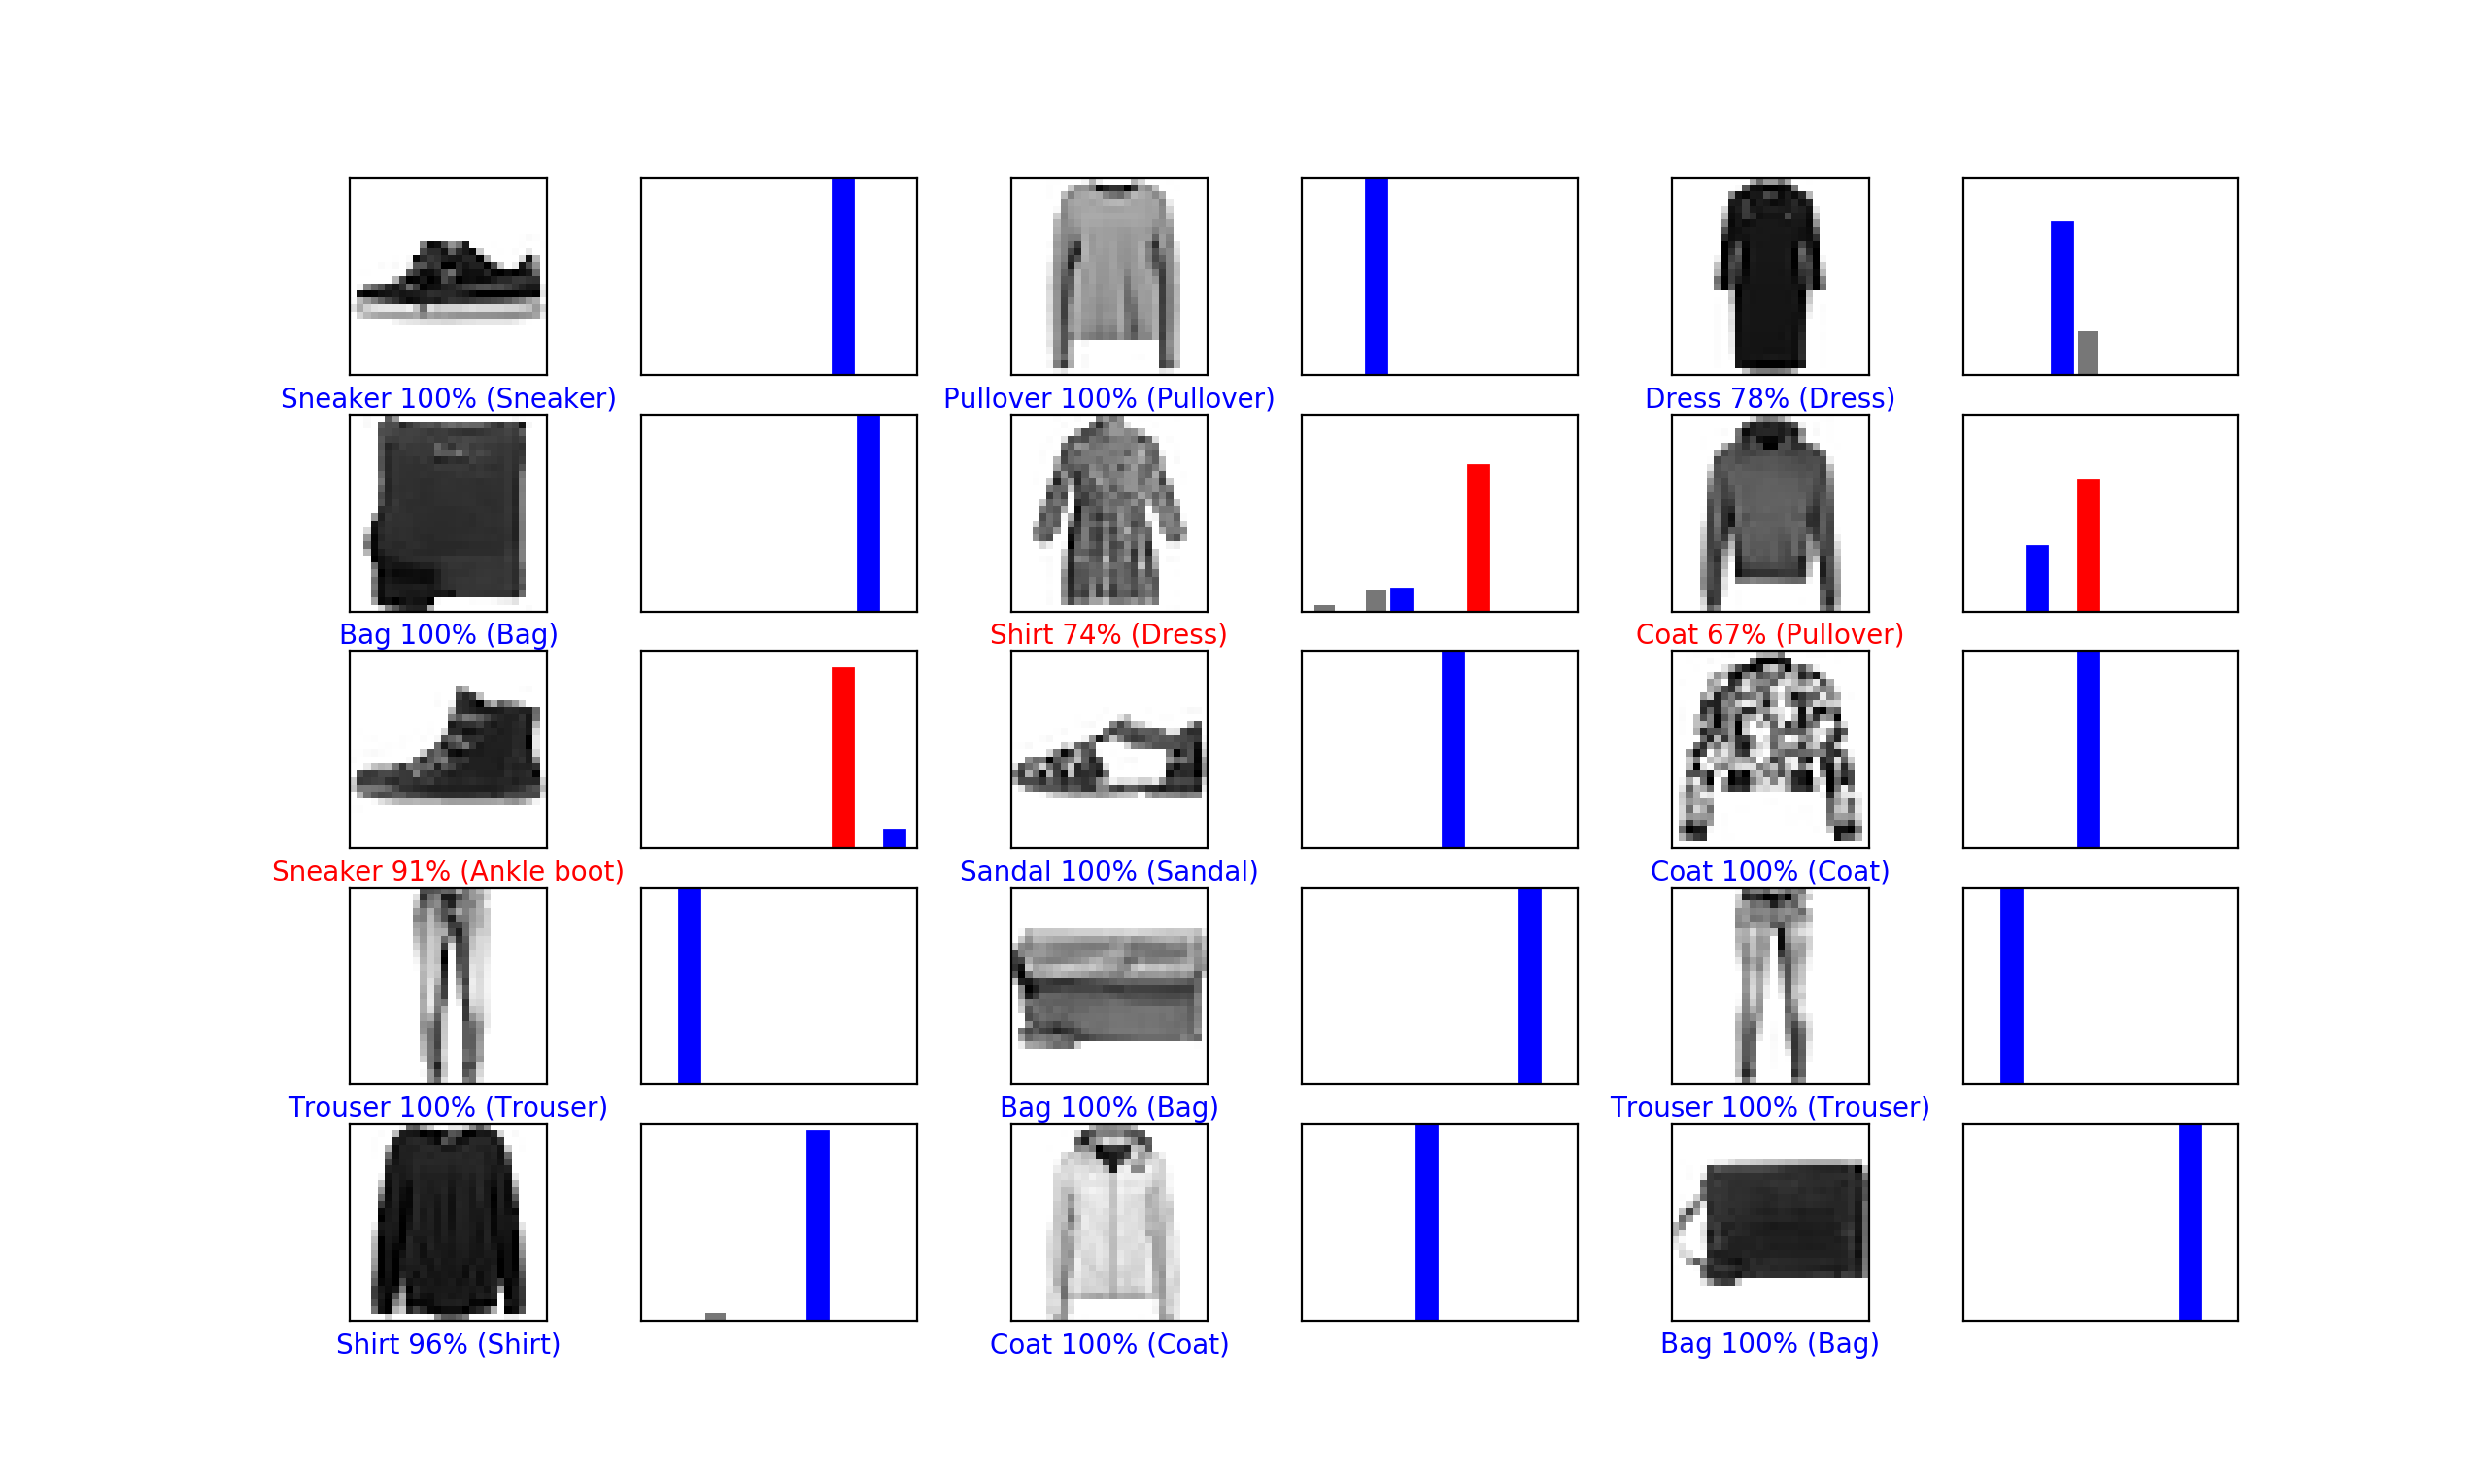 Sneaker 100% (Sneaker)
Pullover 100% (Pullover)
Dress 78% (Dress)
Bag 100% (Bag)
Shirt 74% (Dress)
Coat 67% (Pullover)
Sneaker 91% (Ankle boot)
Sandal 100% (Sandal)
Coat 100% (Coat)
Trouser 100% (Trouser)
Bag 100% (Bag)
Trouser 100% (Trouser)
Shirt 96% (Shirt)
Coat 100% (Coat)
Bag 100% (Bag)